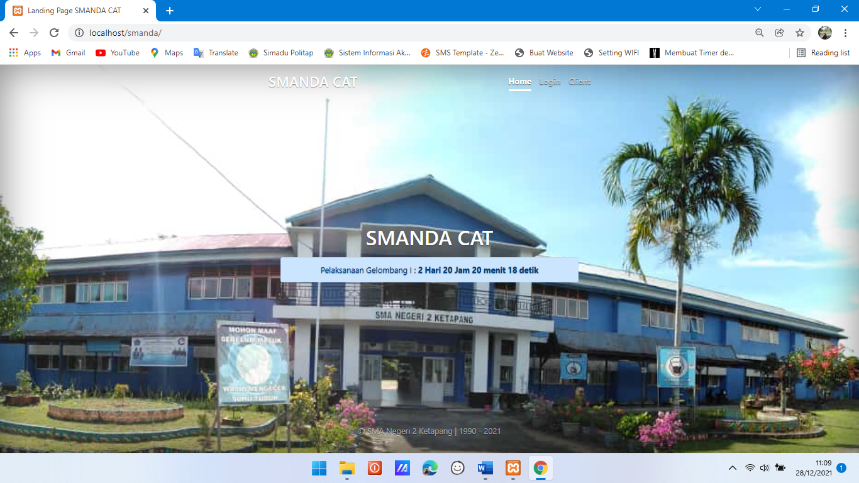 Landing Page SMANDA CAT
localhost/smanda/
Apps
Gmail
YouTube
Maps
Translate
Simadu Politap
Sistem Informasi Ak...
SMS Template - Ze...
Buat Website
Setting WIFI
Membuat Timer de...
Reading list
SMANDA CAT
Home
Login
Client
SMANDA CAT
Pelaksanaan Gelombang I : 2 Hari 20 Jam 20 menit 18 detik
SMA NEGERI 2 KETAPANG
MOHON MAAF
SEBELUM MASUK
SUHU TUBUH
© SMA Negeri 2 Ketapang | 1990 - 2021
11:09
28/12/2021
1